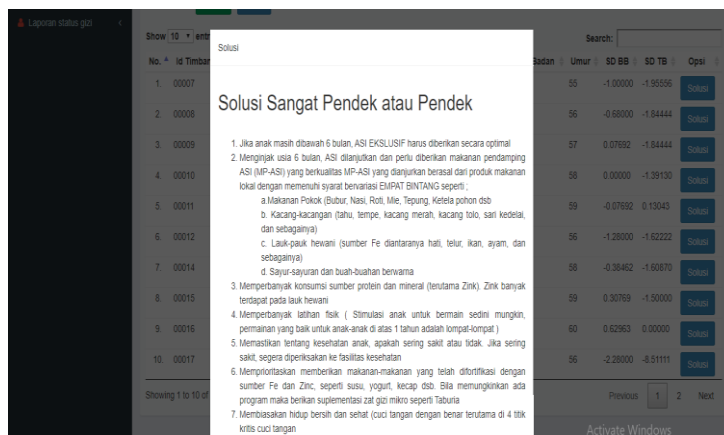 Laporan status gizi
Show 10 entr
Search:
No. Id Timban
Badan Umur SD BB SD TB Opsi
1. 00007 55 -1.00000 -1.95556 Solusi
2. 00008 56 -0.68000 -1.84444 Solusi
3. 00009 57 0.07692 -1.84444 Solusi
4. 00010 58 0.00000 -1.39130 Solusi
5. 00011 59 -0.07692 0.13043 Solusi
6. 00012 56 -1.28000 -1.62222 Solusi
7. 00014 58 -0.38462 -1.60870 Solusi
8. 00015 59 0.30769 -1.50000 Solusi
9. 00016 60 0.62963 0.00000 Solusi
10. 00017 56 -2.28000 -8.51111 Solusi
Showing 1 to 10 of
Previous 1 2 Next
Activate Windows
Solusi
Solusi Sangat Pendek atau Pendek
1. Jika anak masih dibawah 6 bulan, ASI EKSLUSIF harus diberikan secara optimal
2. Menginjak usia 6 bulan, ASI dilanjutkan dan perlu diberikan makanan pendamping
ASI (MP-ASI) yang berkualitas MP-ASI yang dianjurkan berasal dari produk makanan
lokal dengan memenuhi syarat bervariasi EMPAT BINTANG seperti ;
a.Makanan Pokok (Bubur, Nasi, Roti, Mie, Tepung, Ketela pohon dsb
b. Kacang-kacangan (tahu, tempe, kacang merah, kacang tolo, sari kedelai,
dan sebagainya)
c. Lauk-pauk hewani (sumber Fe diantaranya hati, telur, ikan, ayam, dan
sebagainya)
d. Sayur-sayuran dan buah-buahan berwarna
3. Memperbanyak konsumsi sumber protein dan mineral (terutama Zink). Zink banyak
terdapat pada lauk hewani
4. Memperbanyak latihan fisik ( Stimulasi anak untuk bermain sedini mungkin,
permainan yang baik untuk anak-anak di atas 1 tahun adalah lompat-lompat )
5. Memastikan tentang kesehatan anak, apakah sering sakit atau tidak. Jika sering
sakit, segera diperiksakan ke fasilitas kesehatan
6. Memprioritaskan memberikan makanan-makanan yang telah difortifikasi dengan
sumber Fe dan Zinc, seperti susu, yogurt, kecap dsb. Bila memungkinkan ada
program maka berikan suplementasi zat gizi mikro seperti Taburia
7. Membiasakan hidup bersih dan sehat (cuci tangan dengan benar terutama di 4 titik
kritis cuci tangan